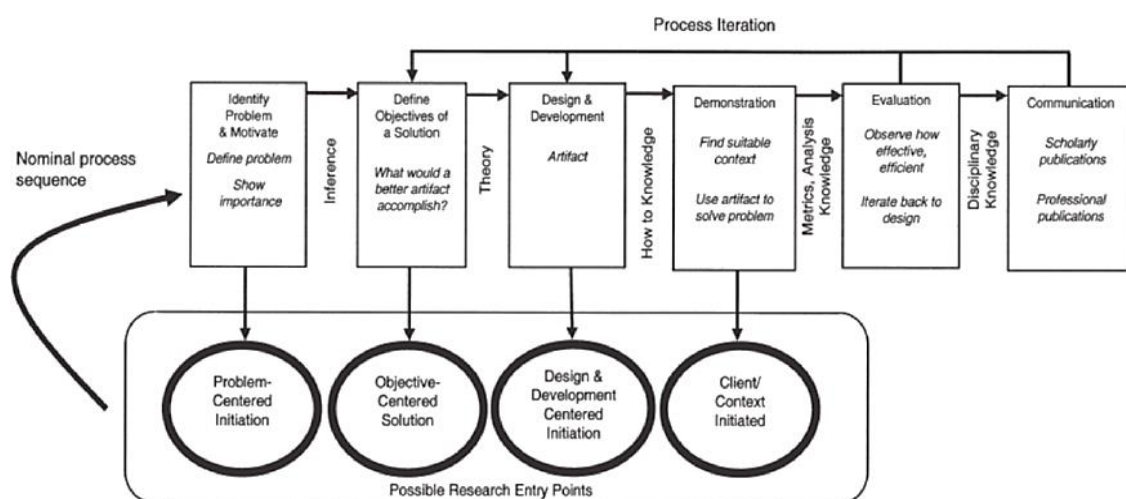 Process Iteration
Nominal process
sequence
Identify
Problem
& Motivate
Define problem
Show
importance
Inference
Define
Objectives of
a Solution
What would a
better artifact
accomplish?
Theory
Design &
Development
Artifact
How to Knowledge
Demonstration
Find suitable
context
Use artifact to
solve problem
Metrics, Analysis
Knowledge
Evaluation
Observe how
effective,
efficient
Iterate back to
design
Disciplinary
Knowledge
Communication
Scholarly
publications
Professional
publications
Problem-
Centered
Initiation
Objective-
Centered
Solution
Design &
Development
Centered
Initiation
Client/
Context
Initiated
Possible Research Entry Points